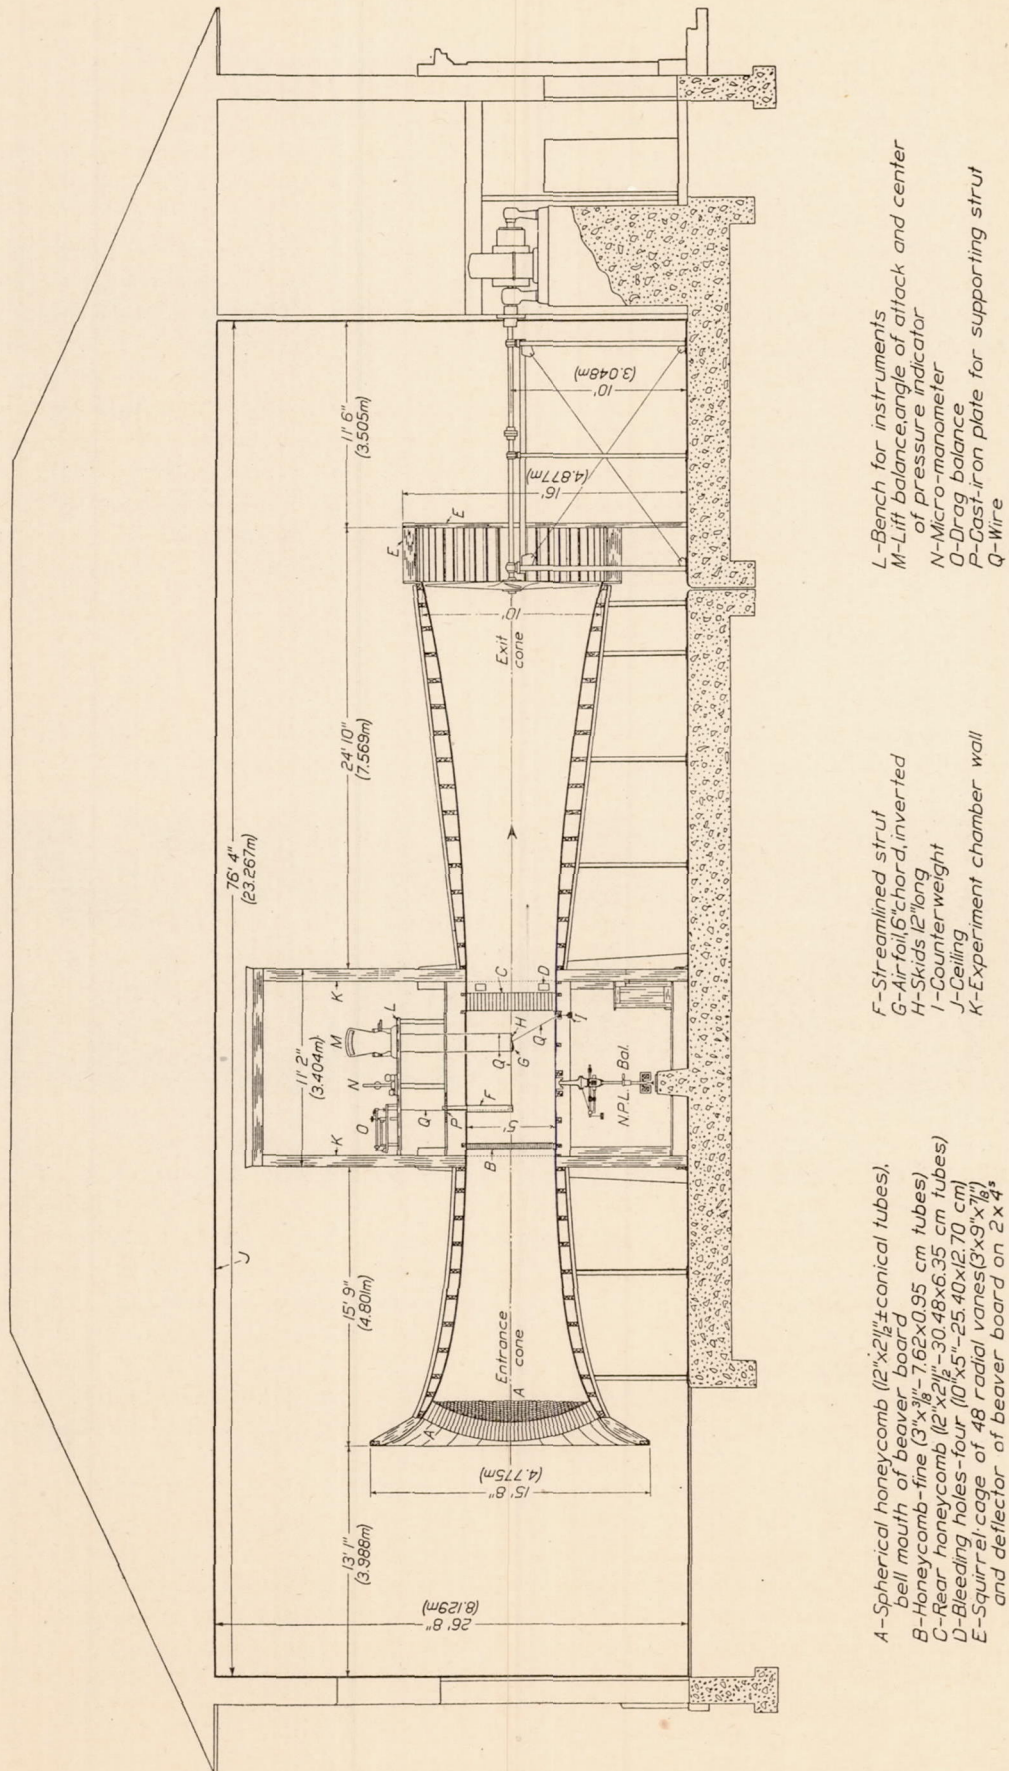 76' 4"
(23.267m)
13' 1"
(3.988m)
15' 9"
(4.801m)
11' 2"
(3.404m)
24' 10"
(7.569m)
11' 6"
(3.505m)
26' 8"
(8.129m)
15' 8"
(4.775m)
J
K
K
O
N
M
L
A
A
Entrance
cone
B
5'
P
Q
F
Q
G
H
Q
I
C
D
N.P.L. Bal.
Exit
cone
10'
E
E
16'
(4.877m)
10'
(3.048m)
A-Spherical honeycomb (12"x2½"± conical tubes),
bell mouth of beaver board
B-Honeycomb-fine (3"x⅜"-7.62x0.95 cm tubes)
C-Rear honeycomb (12"x2½"-30.48x6.35 cm tubes)
D-Bleeding holes-four (10"x5"-25.40x12.70 cm)
E-Squirrel cage of 48 radial vanes(3'x9"x⅞")
and deflector of beaver board on 2x4ˢ
F-Streamlined strut
G-Airfoil,6"chord,inverted
H-Skids 12"long
I-Counterweight
J-Ceiling
K-Experiment chamber wall
L-Bench for instruments
M-Lift balance,angle of attack and center
of pressure indicator
N-Micro-manometer
O-Drag balance
P-Cast-iron plate for supporting strut
Q-Wire